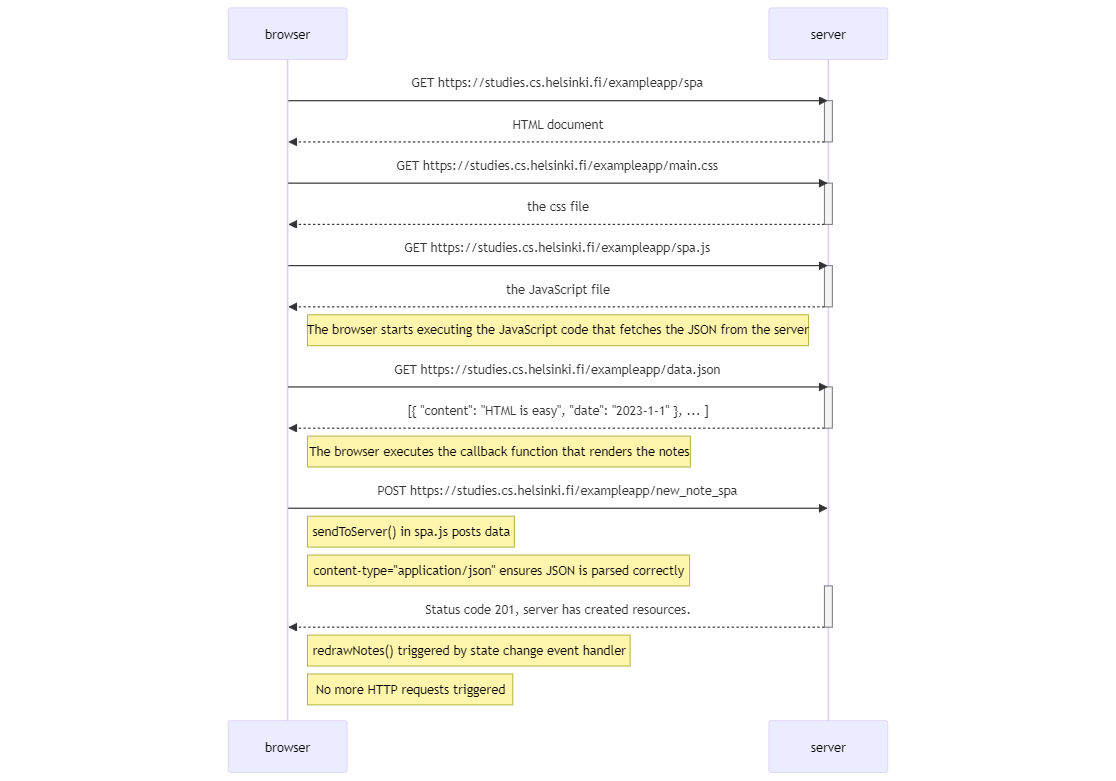 browser
server
GET https://studies.cs.helsinki.fi/exampleapp/spa
HTML document
GET https://studies.cs.helsinki.fi/exampleapp/main.css
the css file
GET https://studies.cs.helsinki.fi/exampleapp/spa.js
the JavaScript file
The browser starts executing the JavaScript code that fetches the JSON from the server
GET https://studies.cs.helsinki.fi/exampleapp/data.json
[{ "content": "HTML is easy", "date": "2023-1-1" }, ... ]
The browser executes the callback function that renders the notes
POST https://studies.cs.helsinki.fi/exampleapp/new_note_spa
sendToServer() in spa.js posts data
content-type="application/json" ensures JSON is parsed correctly
Status code 201, server has created resources.
redrawNotes() triggered by state change event handler
No more HTTP requests triggered
browser
server